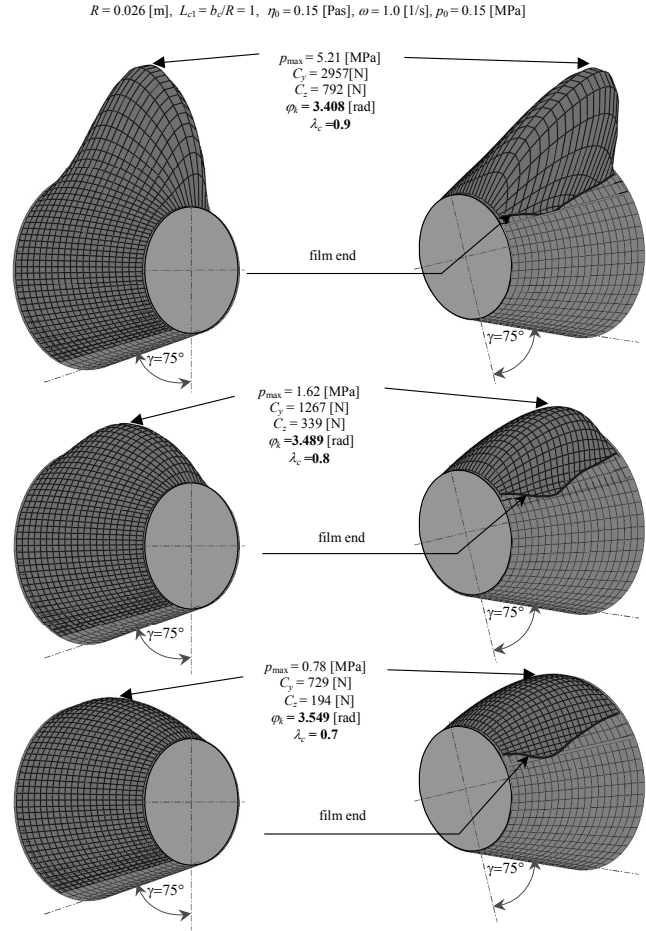 R = 0.026 [m], L_c1 = b_c/R = 1, η₀ = 0.15 [Pas], ω = 1.0 [1/s], p₀ = 0.15 [MPa]
p_max = 5.21 [MPa]
C_y = 2957[N]
C_z = 792 [N]
φ_k = 3.408 [rad]
λ_c =0.9
film end
γ=75°
γ=75°
p_max = 1.62 [MPa]
C_y = 1267 [N]
C_z = 339 [N]
φ_k =3.489 [rad]
λ_c =0.8
film end
γ=75°
γ=75°
p_max = 0.78 [MPa]
C_y = 729 [N]
C_z = 194 [N]
φ_k = 3.549 [rad]
λ_c = 0.7
film end
γ=75°
γ=75°